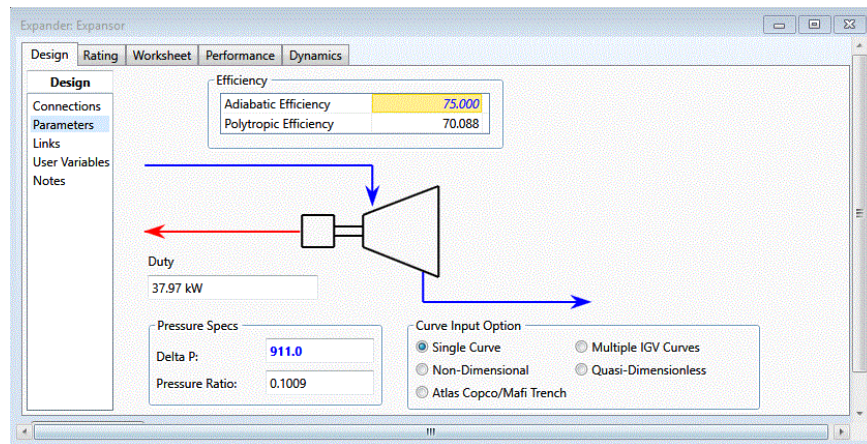 Expander: Expansor
Design Rating Worksheet Performance Dynamics
Design
Connections
Parameters
Links
User Variables
Notes
Efficiency
Adiabatic Efficiency 75.000
Polytropic Efficiency 70.088
Duty
37.97 kW
Pressure Specs
Delta P: 911.0
Pressure Ratio: 0.1009
Curve Input Option
Single Curve Multiple IGV Curves
Non-Dimensional Quasi-Dimensionless
Atlas Copco/Mafi Trench